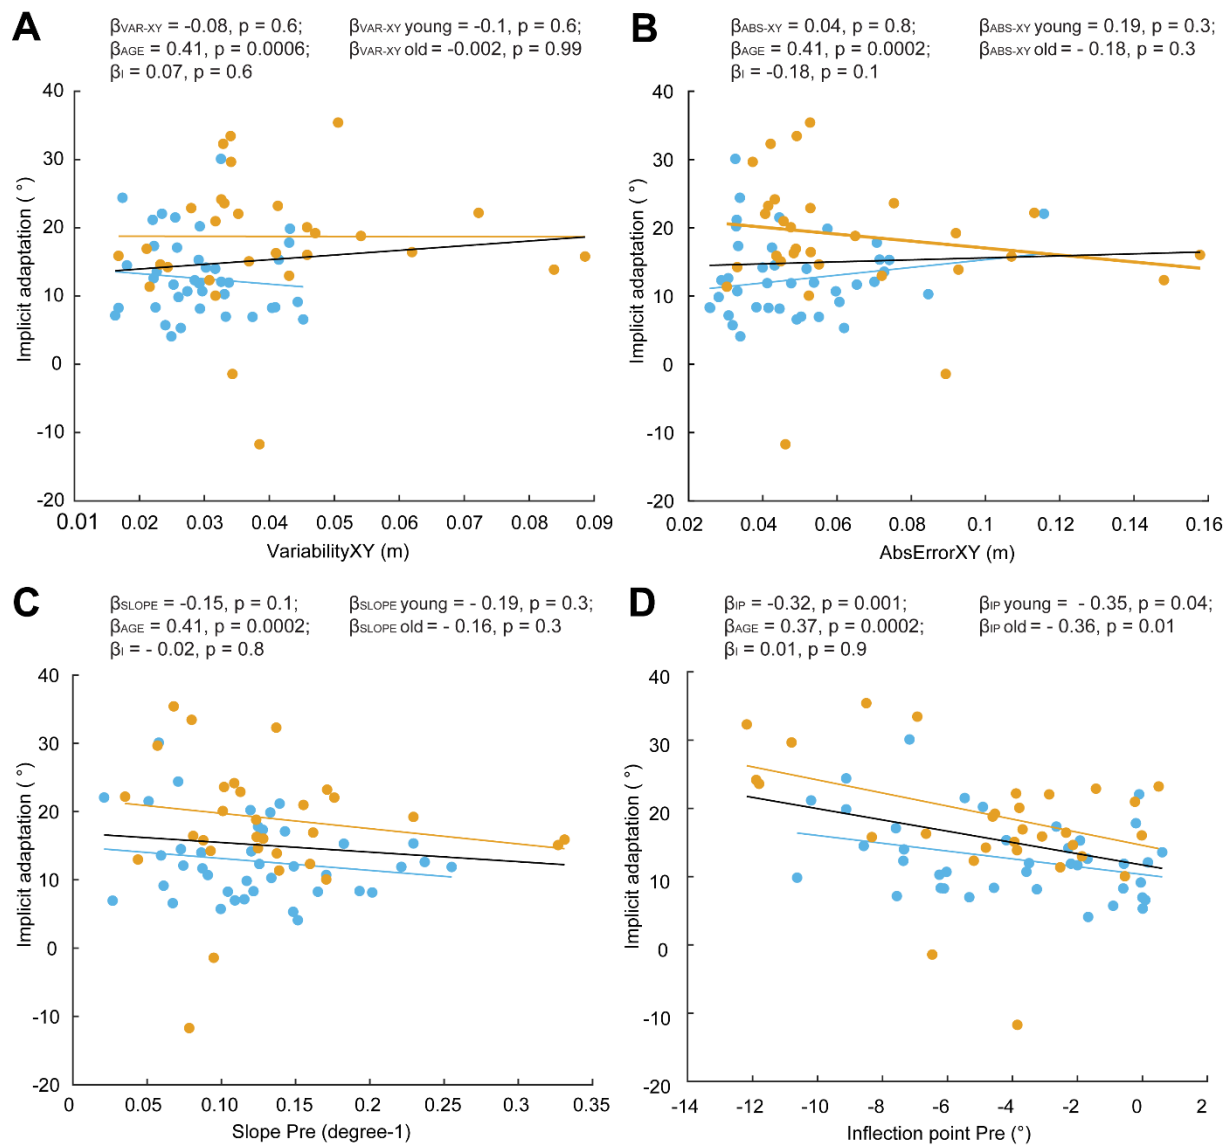 A
βVAR-XY = -0.08, p = 0.6; βVAR-XY young = -0.1, p = 0.6;
βAGE = 0.41, p = 0.0006; βVAR-XY old = -0.002, p = 0.99
βI = 0.07, p = 0.6
40
30
20
10
0
-10
-20
Implicit adaptation ( °)
0.01 0.02 0.03 0.04 0.05 0.06 0.07 0.08 0.09
VariabilityXY (m)
B
βABS-XY = 0.04, p = 0.8; βABS-XY young = 0.19, p = 0.3;
βAGE = 0.41, p = 0.0002; βABS-XY old = - 0.18, p = 0.3
βI = -0.18, p = 0.1
40
30
20
10
0
-10
-20
Implicit adaptation ( °)
0.02 0.04 0.06 0.08 0.1 0.12 0.14 0.16
AbsErrorXY (m)
C
βSLOPE = -0.15, p = 0.1; βSLOPE young = - 0.19, p = 0.3;
βAGE = 0.41, p = 0.0002; βSLOPE old = - 0.16, p = 0.3
βI = - 0.02, p = 0.8
40
30
20
10
0
-10
-20
Implicit adaptation ( °)
0 0.05 0.1 0.15 0.2 0.25 0.3 0.35
Slope Pre (degree-1)
D
βIP = -0.32, p = 0.001; βIP young = - 0.35, p = 0.04;
βAGE = 0.37, p = 0.0002; βIP old = - 0.36, p = 0.01
βI = 0.01, p = 0.9
40
30
20
10
0
-10
-20
Implicit adaptation ( °)
-14 -12 -10 -8 -6 -4 -2 0 2
Inflection point Pre (°)